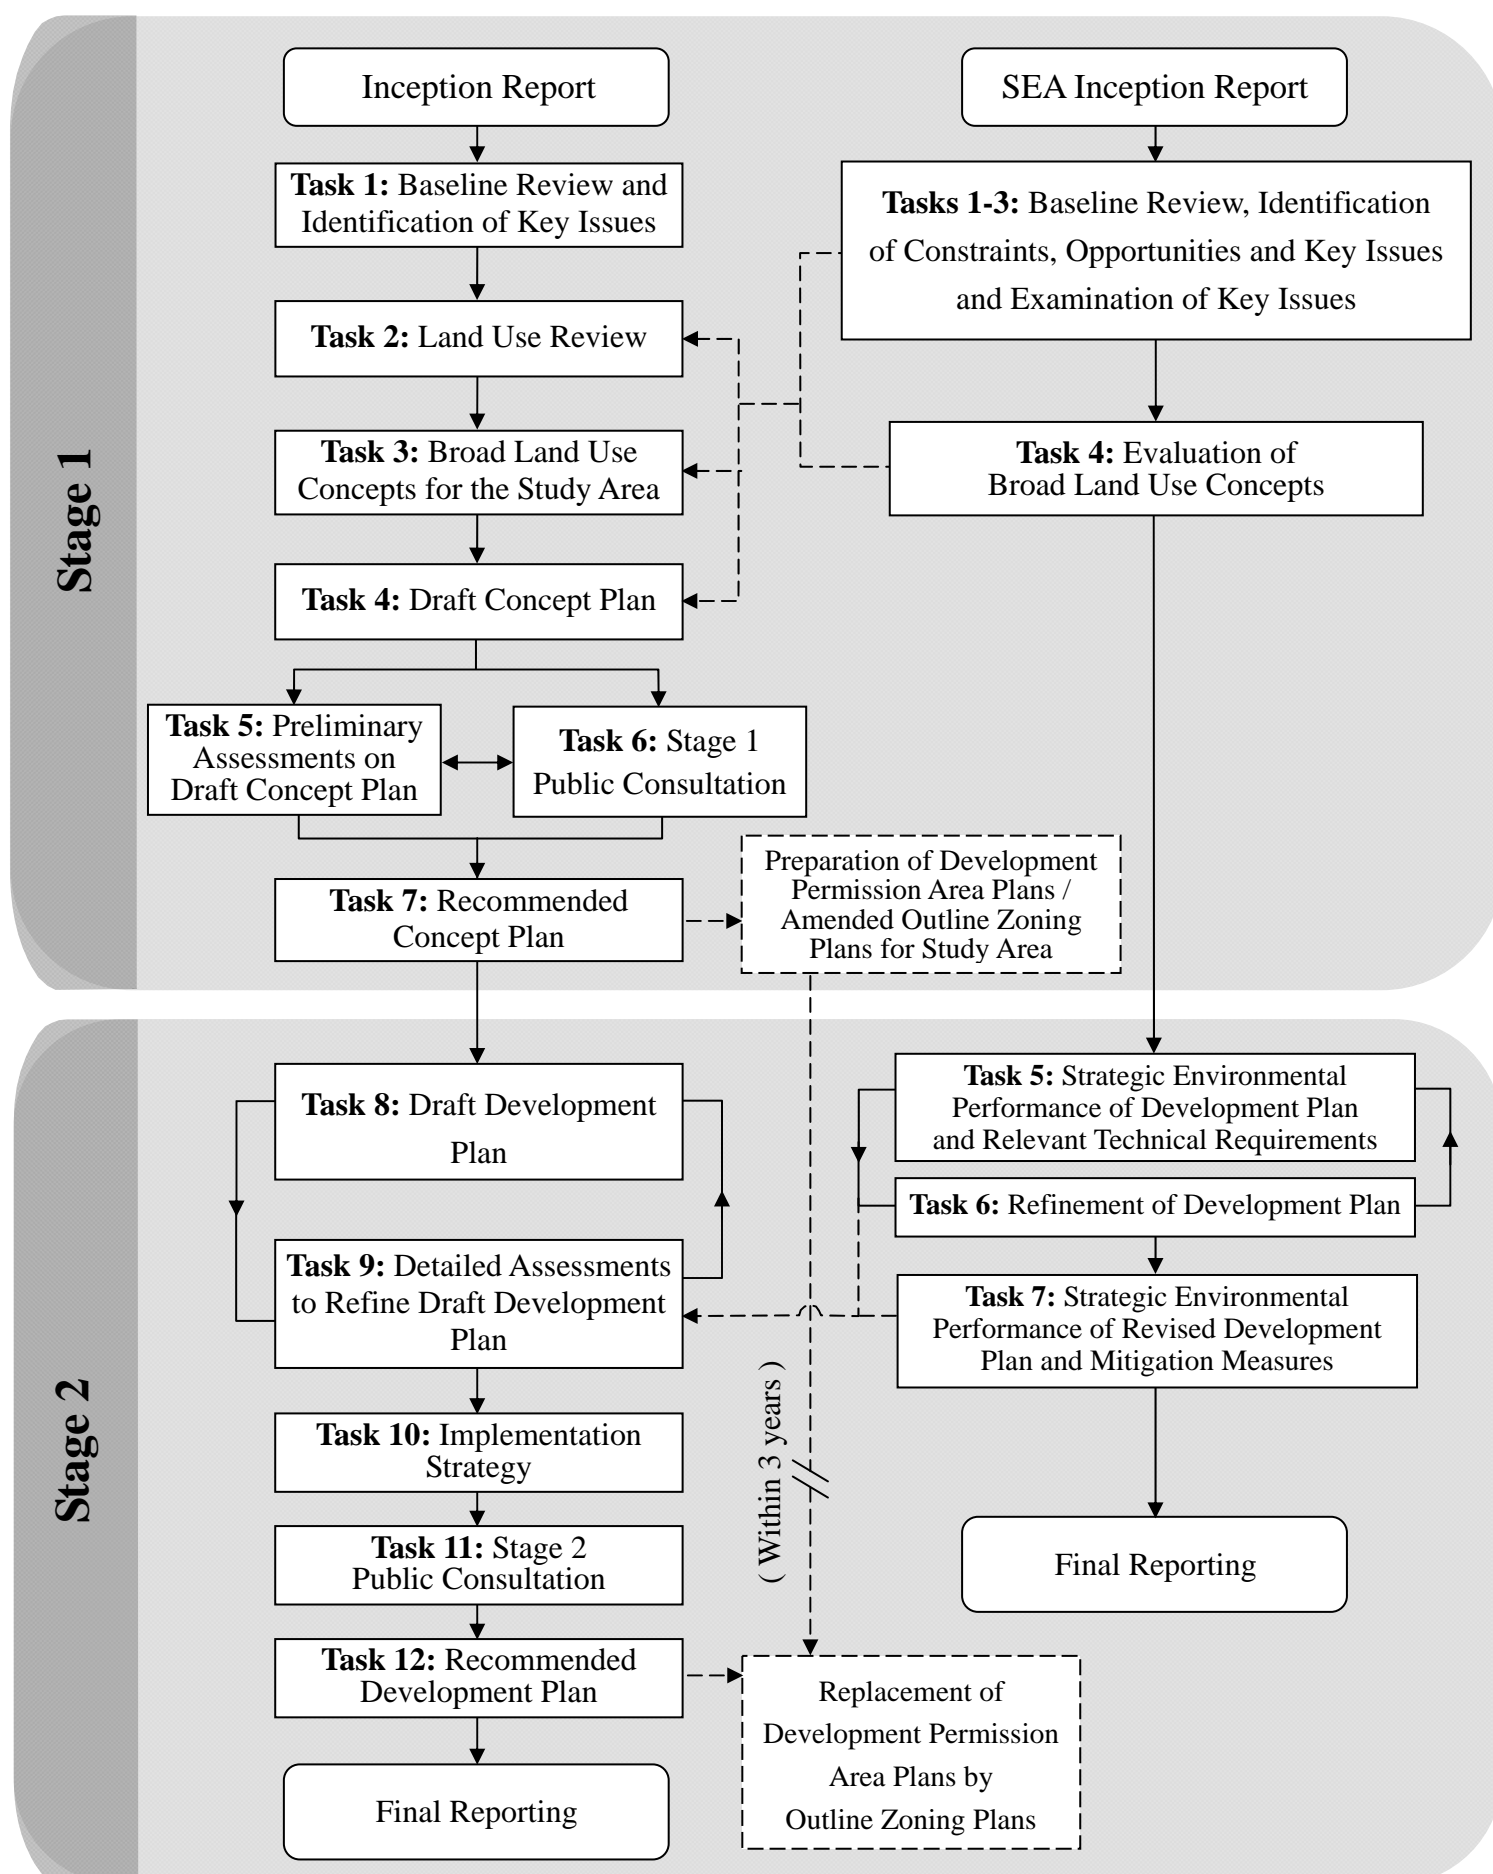 Stage 1
Inception Report
Task 1: Baseline Review and
Identification of Key Issues
Task 2: Land Use Review
Task 3: Broad Land Use
Concepts for the Study Area
Task 4: Draft Concept Plan
Task 5: Preliminary
Assessments on
Draft Concept Plan
Task 6: Stage 1
Public Consultation
Task 7: Recommended
Concept Plan
Preparation of Development
Permission Area Plans /
Amended Outline Zoning
Plans for Study Area
SEA Inception Report
Tasks 1-3: Baseline Review, Identification
of Constraints, Opportunities and Key Issues
and Examination of Key Issues
Task 4: Evaluation of
Broad Land Use Concepts
Stage 2
Task 8: Draft Development
Plan
Task 9: Detailed Assessments
to Refine Draft Development
Plan
Task 10: Implementation
Strategy
Task 11: Stage 2
Public Consultation
Task 12: Recommended
Development Plan
Final Reporting
( Within 3 years )
Replacement of
Development Permission
Area Plans by
Outline Zoning Plans
Task 5: Strategic Environmental
Performance of Development Plan
and Relevant Technical Requirements
Task 6: Refinement of Development Plan
Task 7: Strategic Environmental
Performance of Revised Development
Plan and Mitigation Measures
Final Reporting